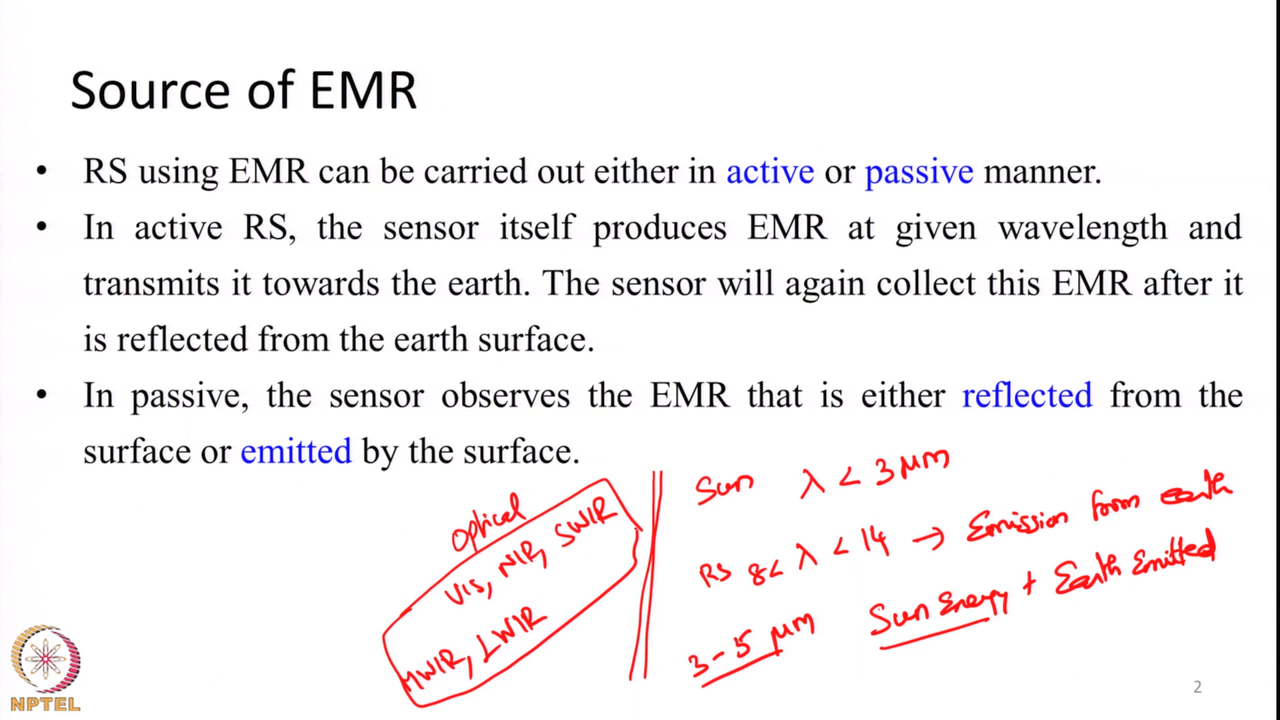 Source of EMR
• RS using EMR can be carried out either in active or passive manner.
• In active RS, the sensor itself produces EMR at given wavelength and
transmits it towards the earth. The sensor will again collect this EMR after it
is reflected from the earth surface.
• In passive, the sensor observes the EMR that is either reflected from the
surface or emitted by the surface.
Optical
VIS, NIR, SWIR
MWIR, LWIR
Sun λ < 3 μm
RS 8 < λ < 14 → Emission from earth
3-5 μm Sun Energy + Earth Emitted
NPTEL
2